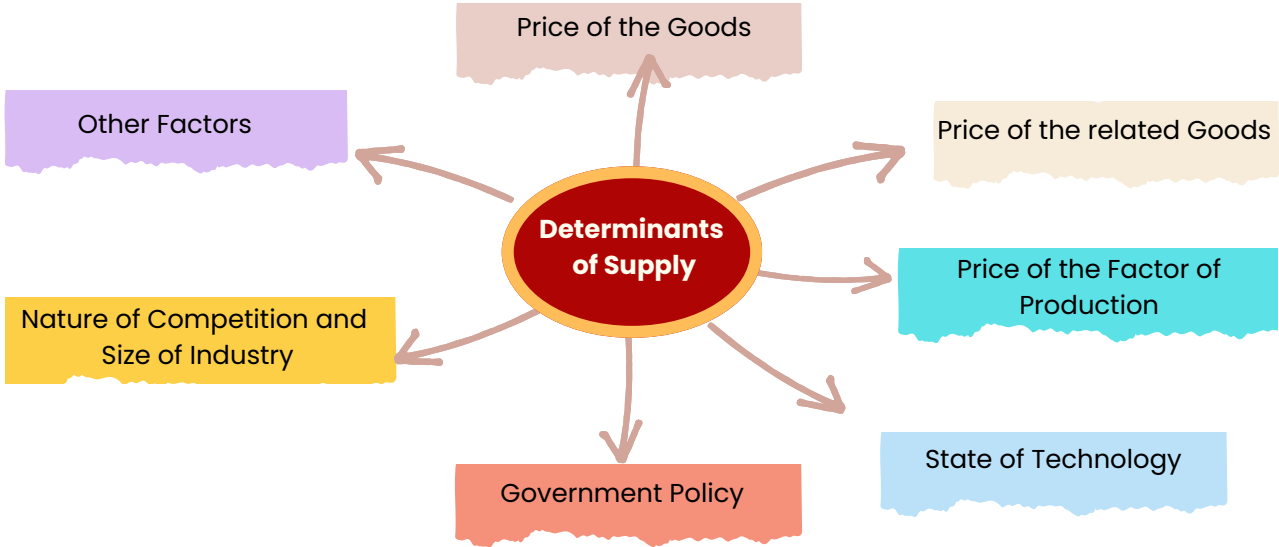 Price of the Goods
Other Factors
Price of the related Goods
Determinants
of Supply
Price of the Factor of
Production
Nature of Competition and
Size of Industry
State of Technology
Government Policy